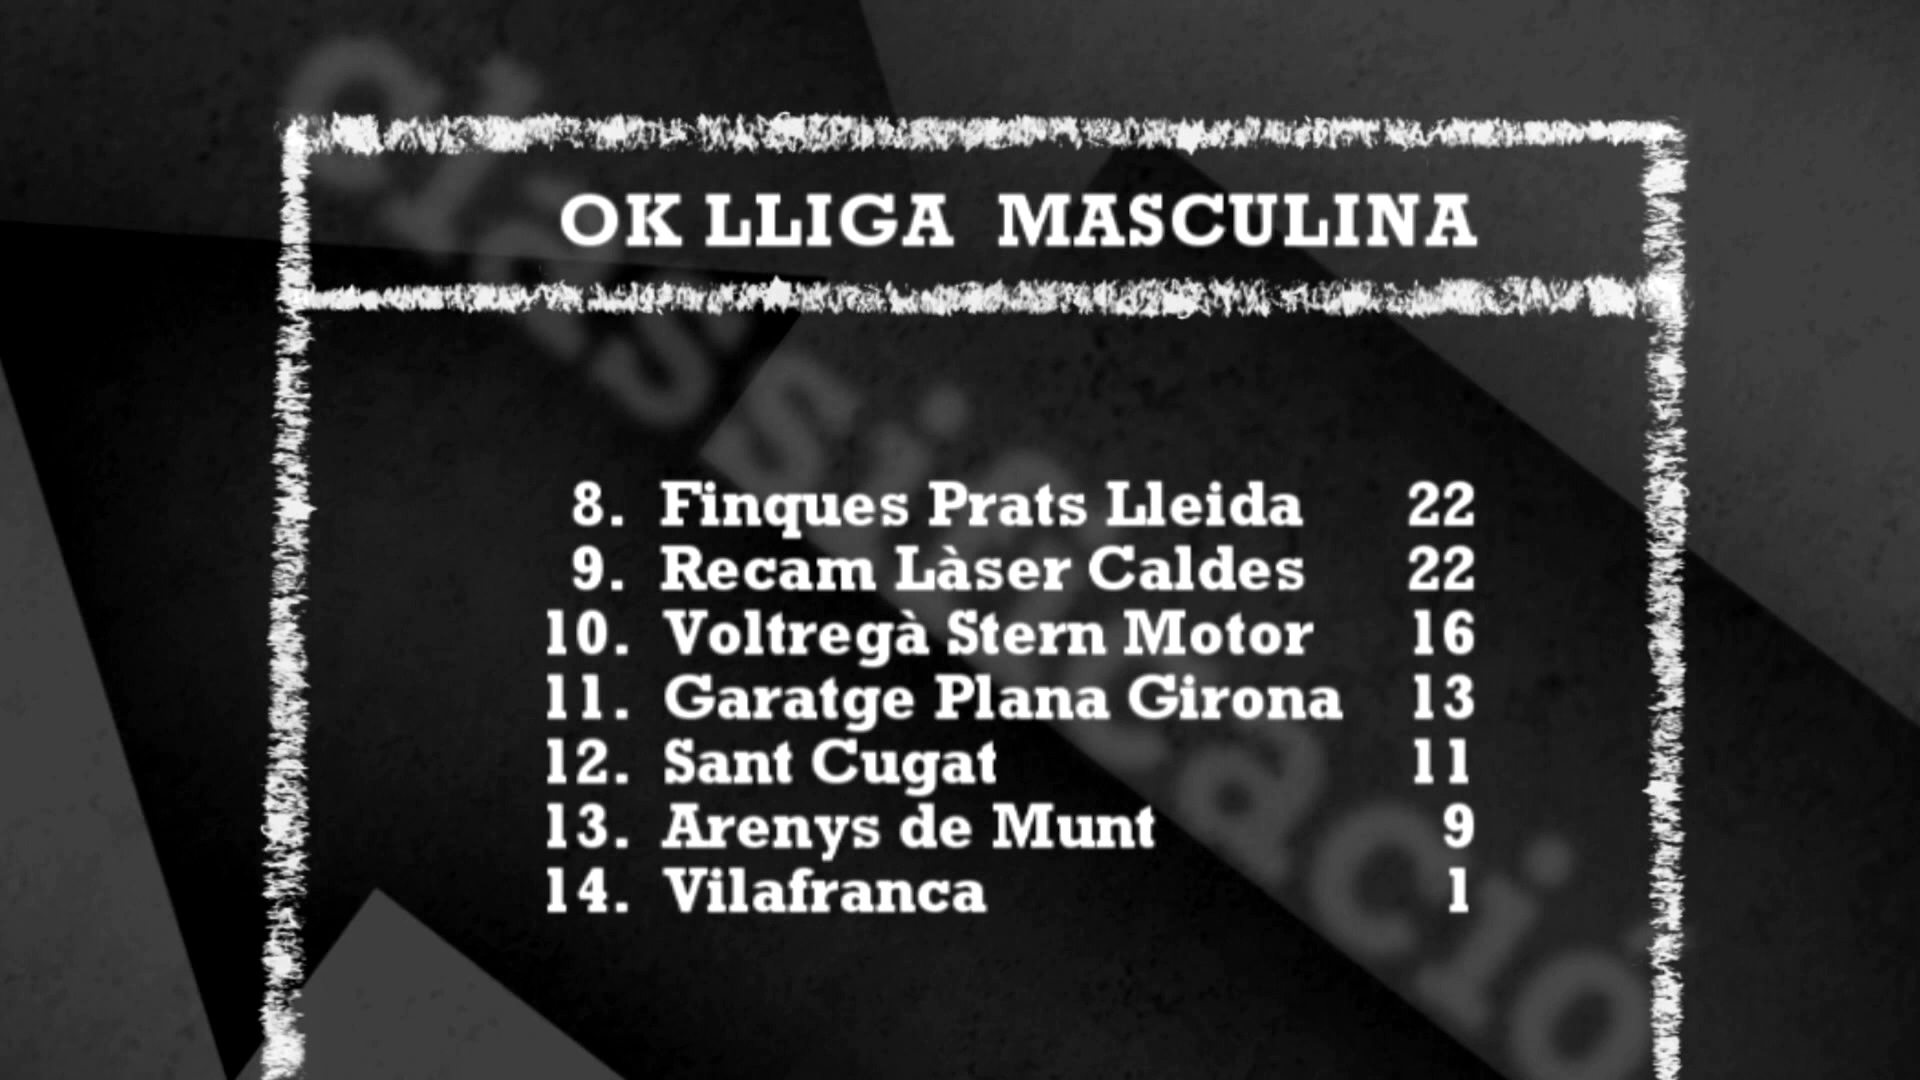 OK LLIGA MASCULINA
8. Finques Prats Lleida 22
9. Recam Làser Caldes 22
10. Voltregà Stern Motor 16
11. Garatge Plana Girona 13
12. Sant Cugat 11
13. Arenys de Munt 9
14. Vilafranca 1
classificació